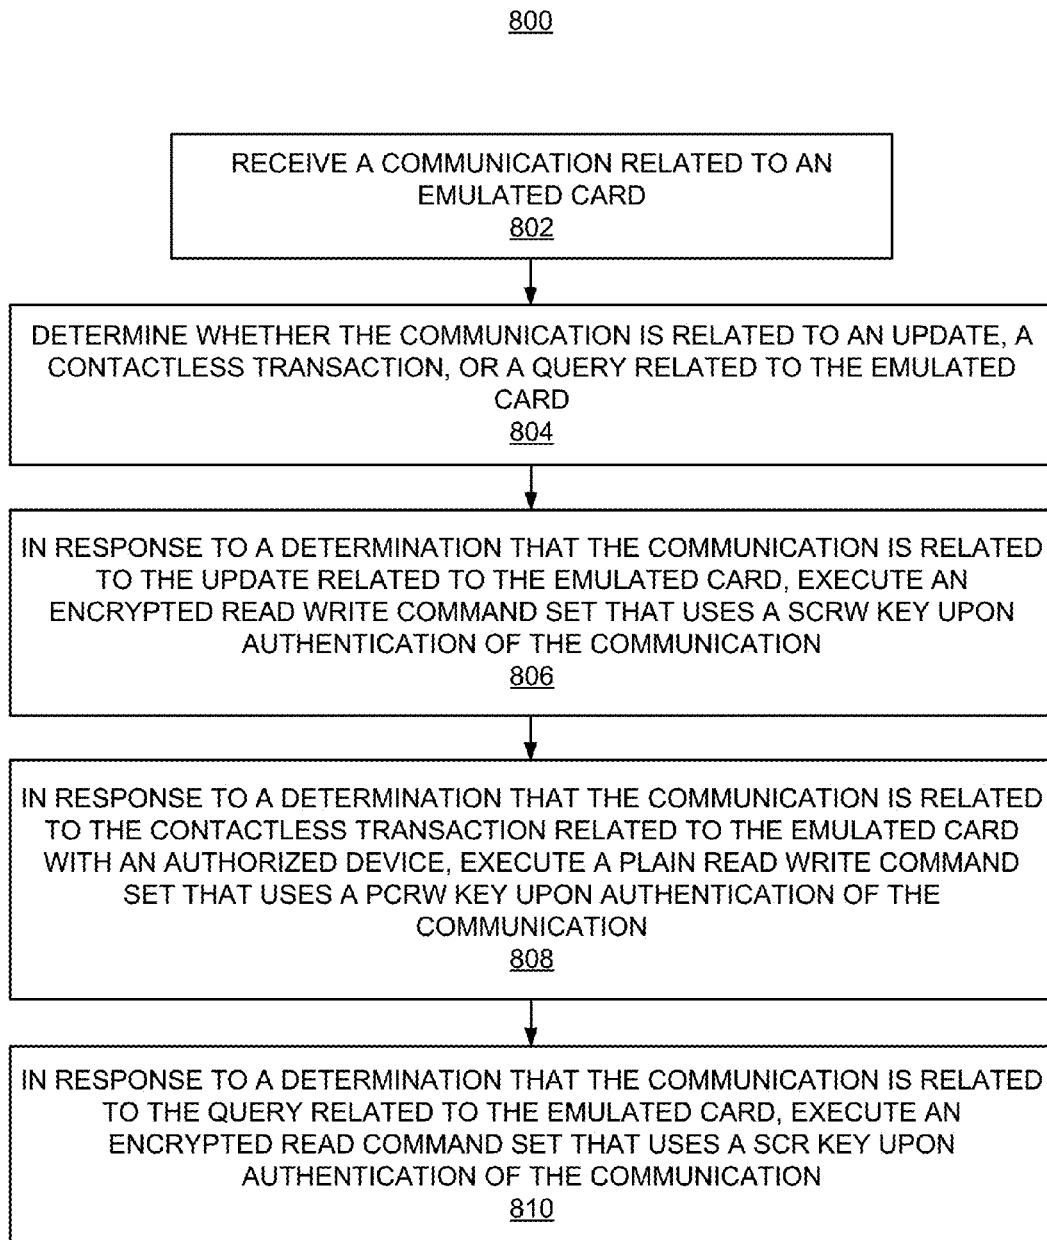 800
RECEIVE A COMMUNICATION RELATED TO AN
EMULATED CARD
802
DETERMINE WHETHER THE COMMUNICATION IS RELATED TO AN UPDATE, A
CONTACTLESS TRANSACTION, OR A QUERY RELATED TO THE EMULATED
CARD
804
IN RESPONSE TO A DETERMINATION THAT THE COMMUNICATION IS RELATED
TO THE UPDATE RELATED TO THE EMULATED CARD, EXECUTE AN
ENCRYPTED READ WRITE COMMAND SET THAT USES A SCRW KEY UPON
AUTHENTICATION OF THE COMMUNICATION
806
IN RESPONSE TO A DETERMINATION THAT THE COMMUNICATION IS RELATED
TO THE CONTACTLESS TRANSACTION RELATED TO THE EMULATED CARD
WITH AN AUTHORIZED DEVICE, EXECUTE A PLAIN READ WRITE COMMAND
SET THAT USES A PCRW KEY UPON AUTHENTICATION OF THE
COMMUNICATION
808
IN RESPONSE TO A DETERMINATION THAT THE COMMUNICATION IS RELATED
TO THE QUERY RELATED TO THE EMULATED CARD, EXECUTE AN
ENCRYPTED READ COMMAND SET THAT USES A SCR KEY UPON
AUTHENTICATION OF THE COMMUNICATION
810